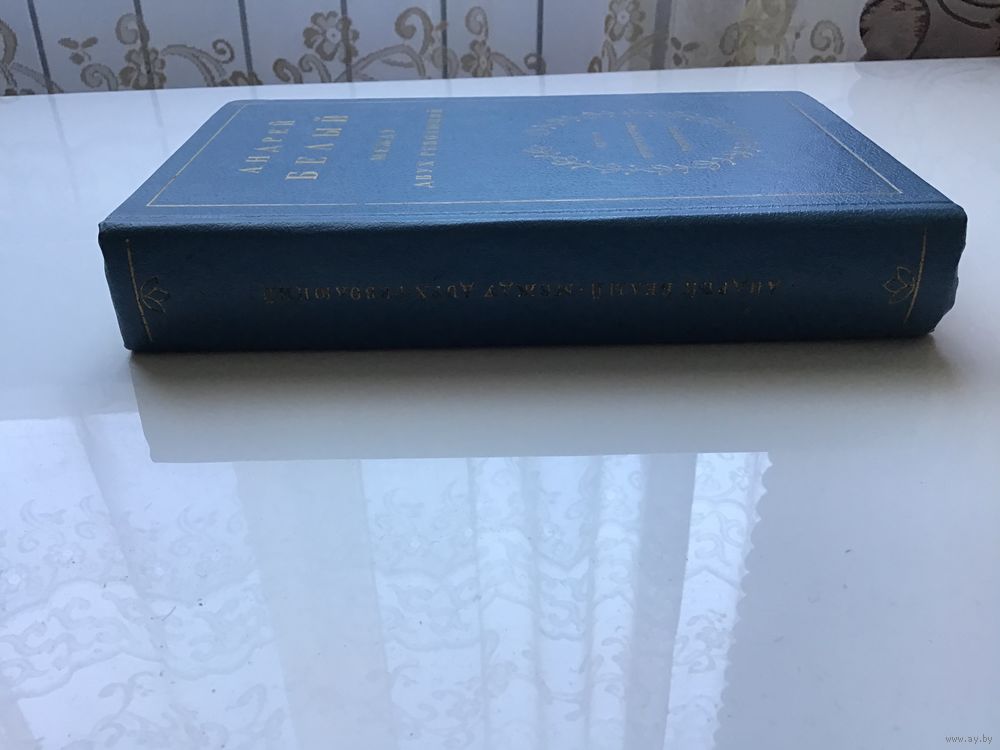 АНДРЕЙ
БЕЛЫЙ
МЕЖДУ
ДВУХ РЕВОЛЮЦИЙ
АНДРЕЙ БЕЛЫЙ · МЕЖДУ ДВУХ РЕВОЛЮЦИЙ
www.ay.by